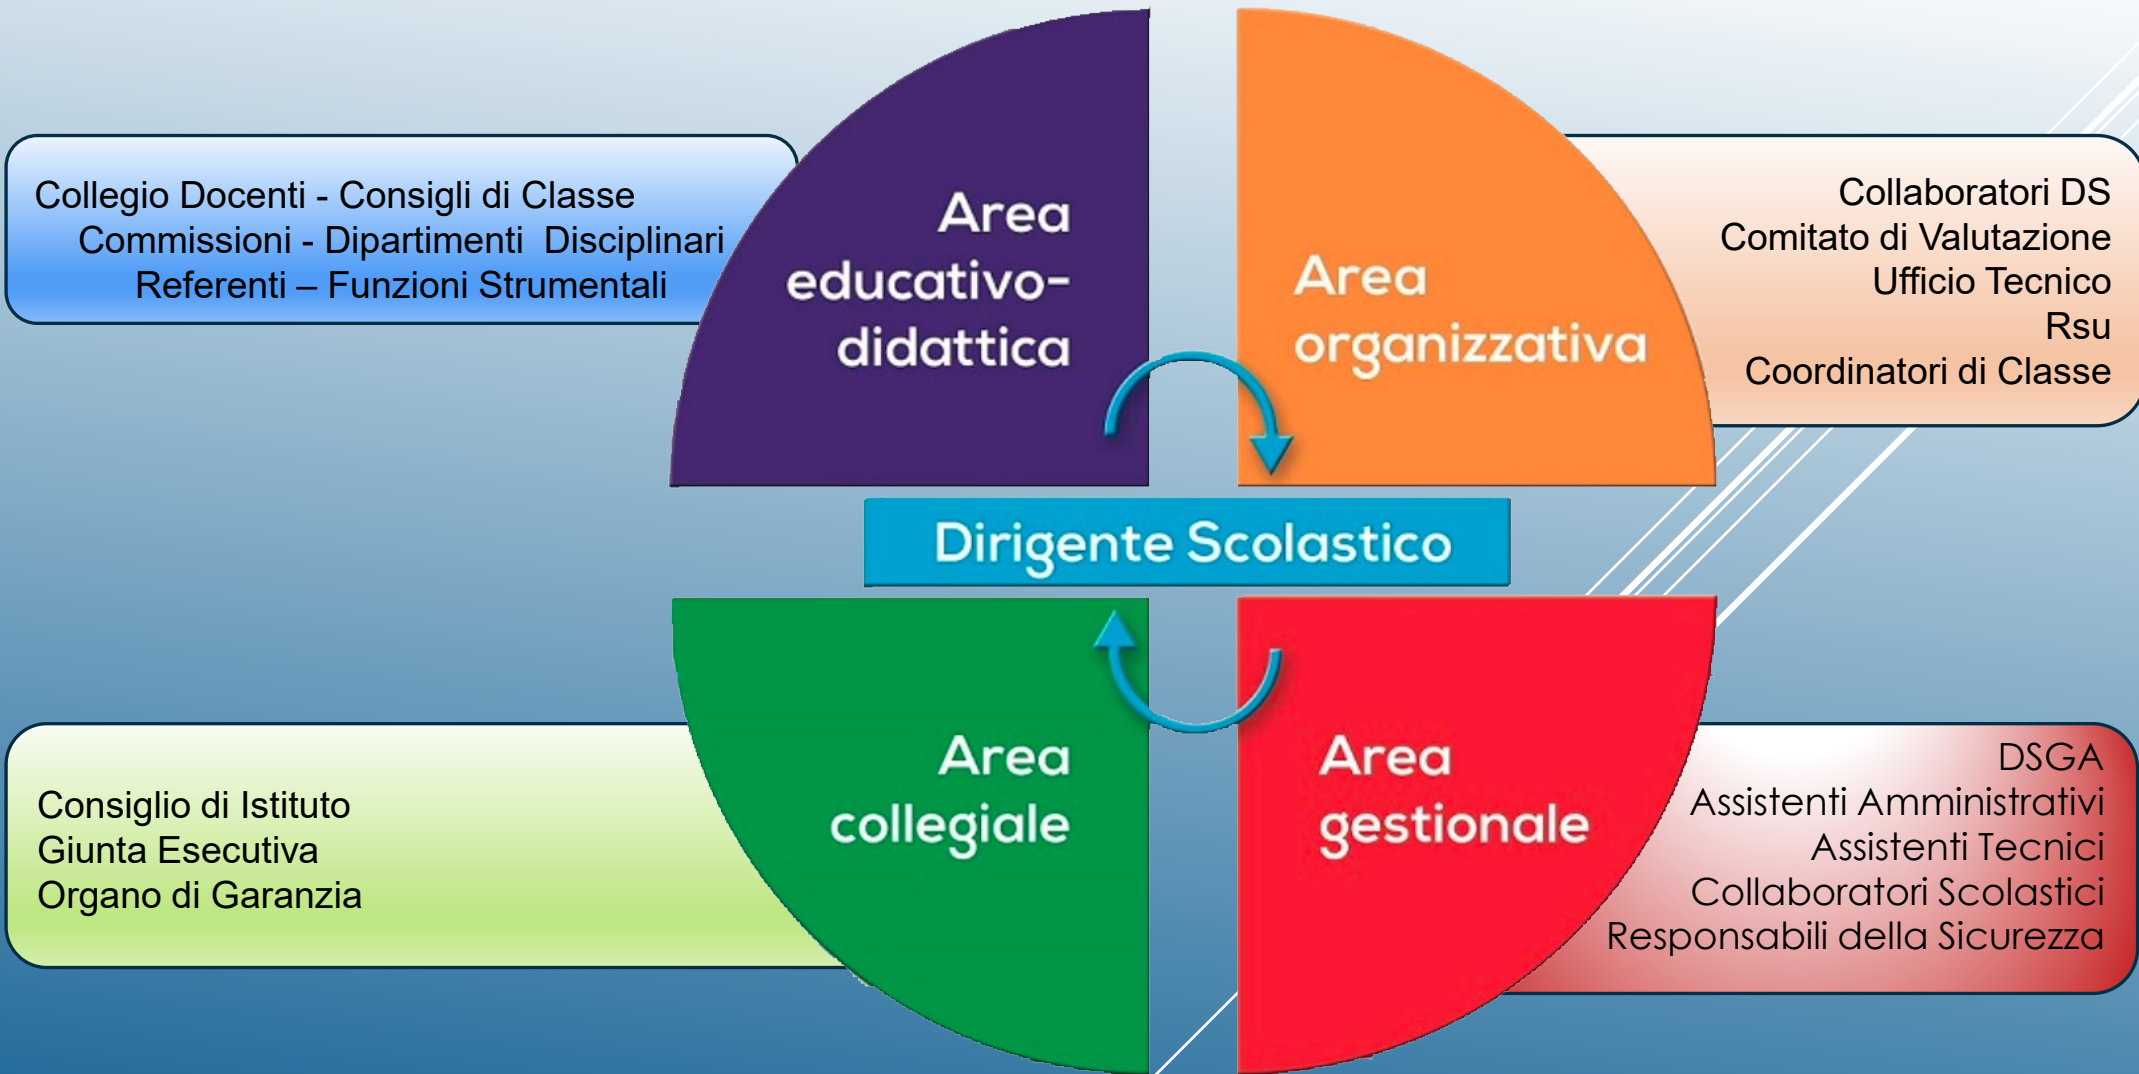 Collegio Docenti - Consigli di Classe
Commissioni - Dipartimenti Disciplinari
Referenti – Funzioni Strumentali
Area
educativo-
didattica
Area
organizzativa
Collaboratori DS
Comitato di Valutazione
Ufficio Tecnico
Rsu
Coordinatori di Classe
Dirigente Scolastico
Consiglio di Istituto
Giunta Esecutiva
Organo di Garanzia
Area
collegiale
Area
gestionale
DSGA
Assistenti Amministrativi
Assistenti Tecnici
Collaboratori Scolastici
Responsabili della Sicurezza